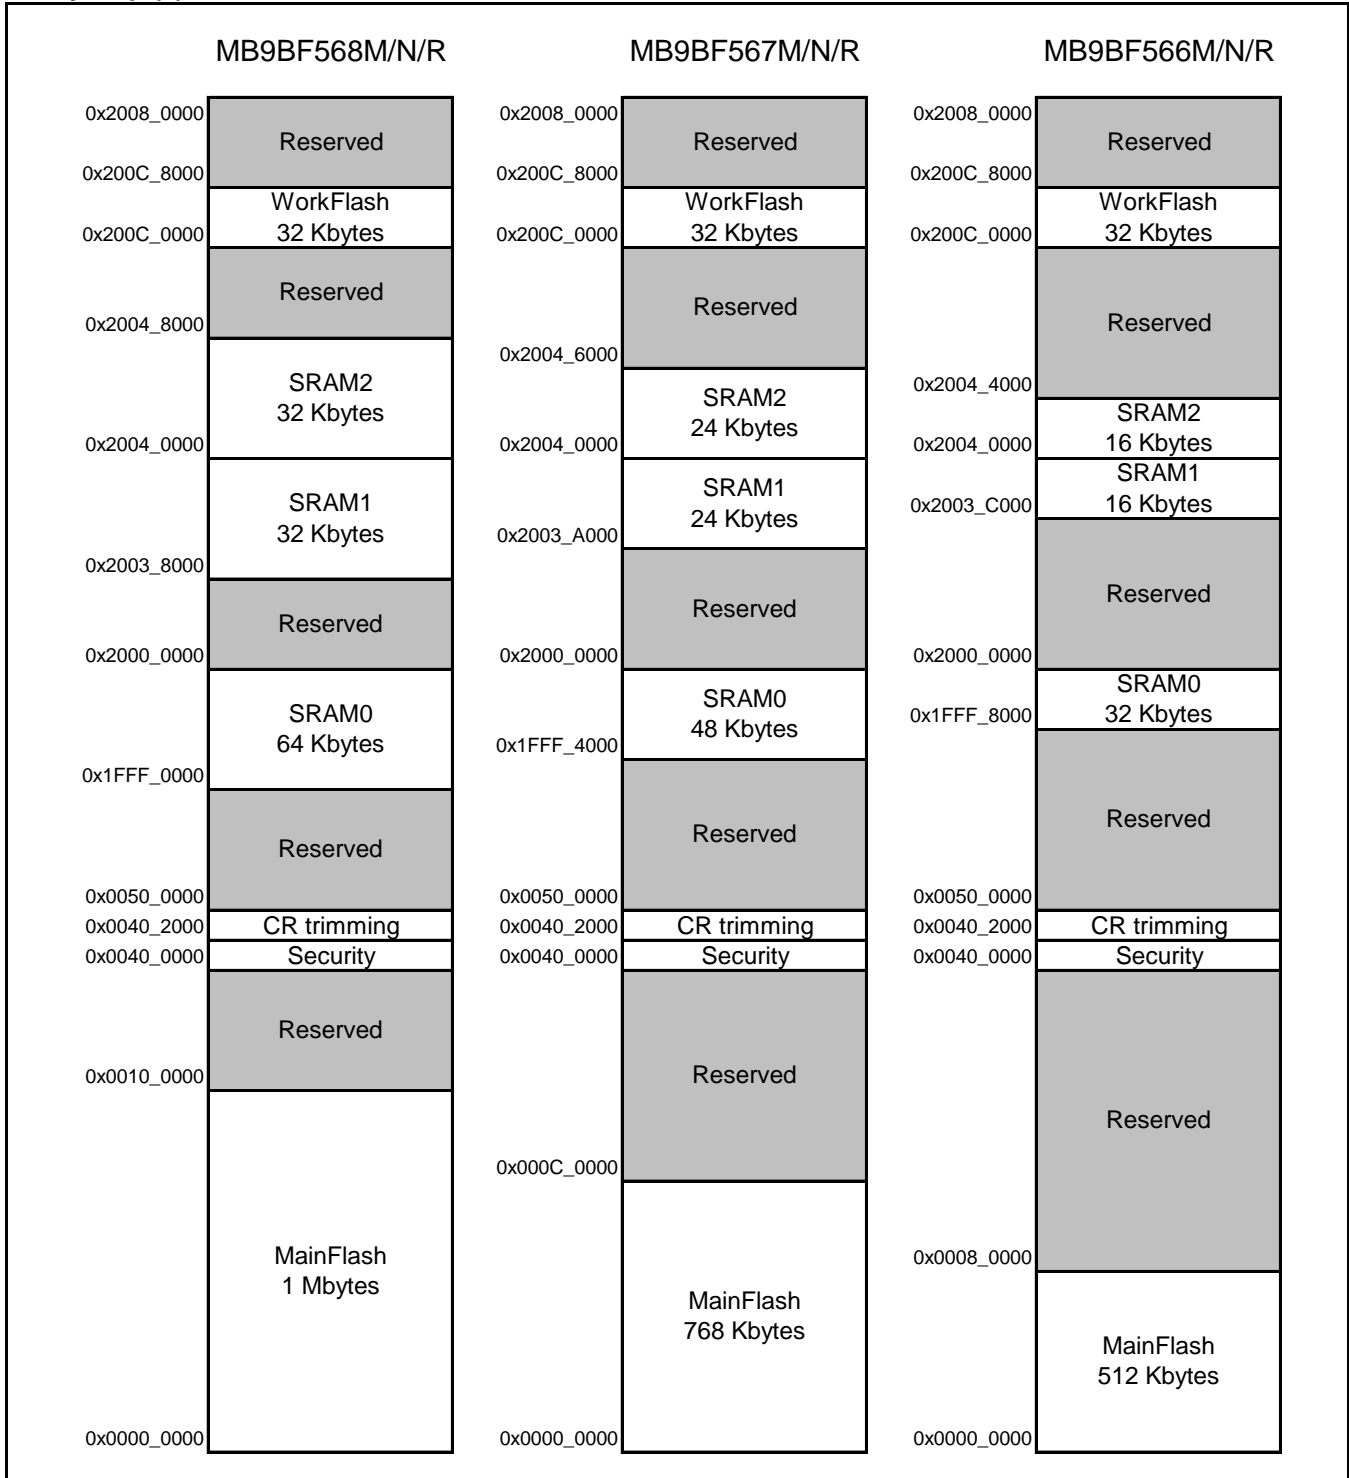 MB9BF568M/N/R
0x2008_0000
Reserved
0x200C_8000
WorkFlash
32 Kbytes
0x200C_0000
Reserved
0x2004_8000
SRAM2
32 Kbytes
0x2004_0000
SRAM1
32 Kbytes
0x2003_8000
Reserved
0x2000_0000
SRAM0
64 Kbytes
0x1FFF_0000
Reserved
0x0050_0000
CR trimming
0x0040_2000
Security
0x0040_0000
Reserved
0x0010_0000
MainFlash
1 Mbytes
0x0000_0000
MB9BF567M/N/R
0x2008_0000
Reserved
0x200C_8000
WorkFlash
32 Kbytes
0x200C_0000
Reserved
0x2004_6000
SRAM2
24 Kbytes
0x2004_0000
SRAM1
24 Kbytes
0x2003_A000
Reserved
0x2000_0000
SRAM0
48 Kbytes
0x1FFF_4000
Reserved
0x0050_0000
CR trimming
0x0040_2000
Security
0x0040_0000
Reserved
0x000C_0000
MainFlash
768 Kbytes
0x0000_0000
MB9BF566M/N/R
0x2008_0000
Reserved
0x200C_8000
WorkFlash
32 Kbytes
0x200C_0000
Reserved
0x2004_4000
SRAM2
16 Kbytes
0x2004_0000
SRAM1
16 Kbytes
0x2003_C000
Reserved
0x2000_0000
SRAM0
32 Kbytes
0x1FFF_8000
Reserved
0x0050_0000
CR trimming
0x0040_2000
Security
0x0040_0000
Reserved
0x0008_0000
MainFlash
512 Kbytes
0x0000_0000